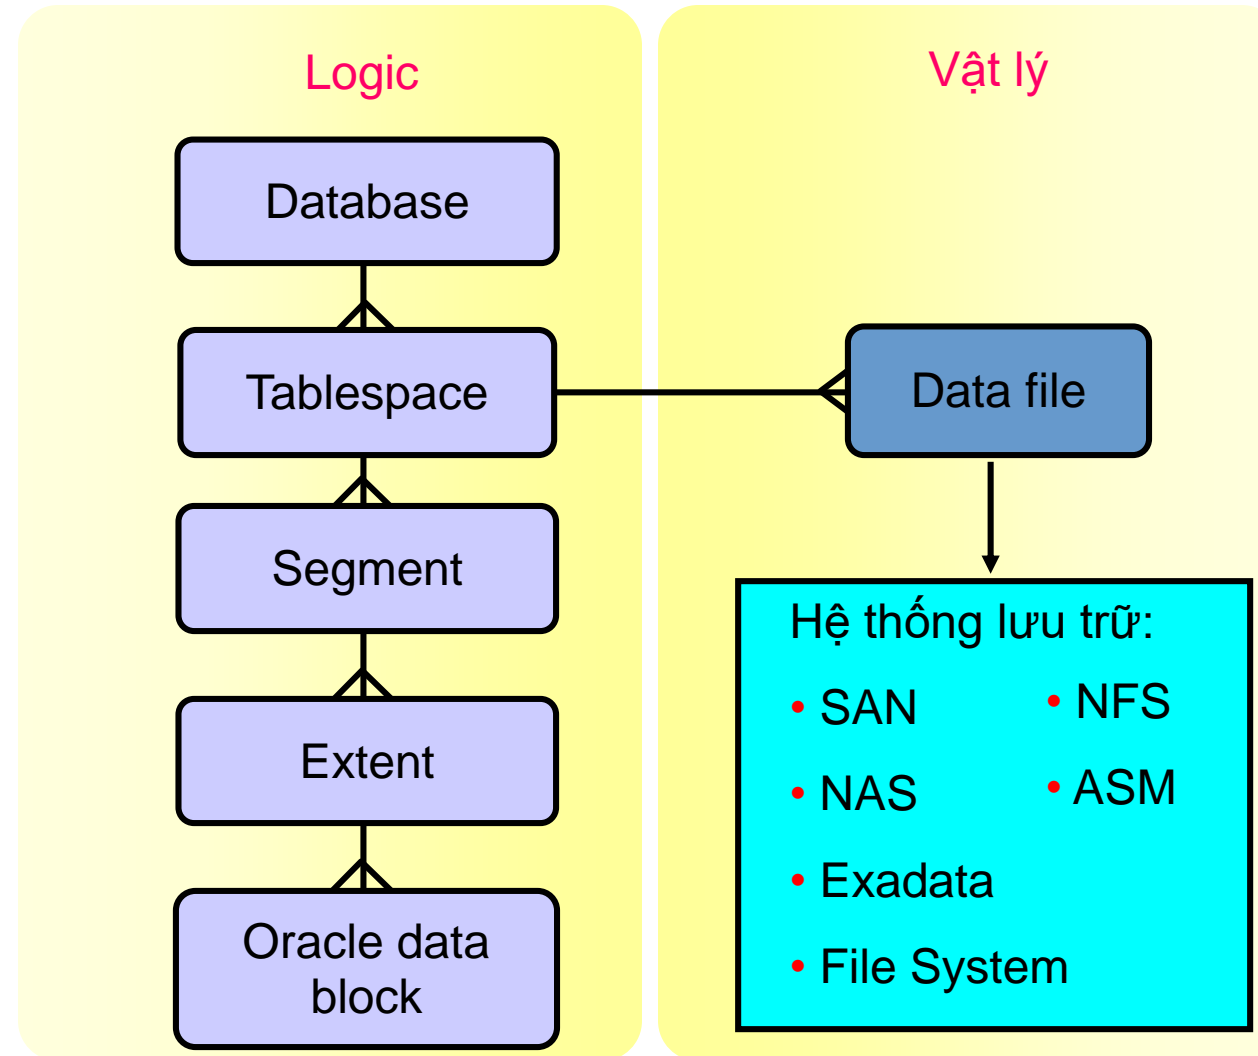 Logic
Database
Tablespace
Segment
Extent
Oracle data
block
Vật lý
Data file
Hệ thống lưu trữ:
• SAN
• NAS
• Exadata
• File System
• NFS
• ASM